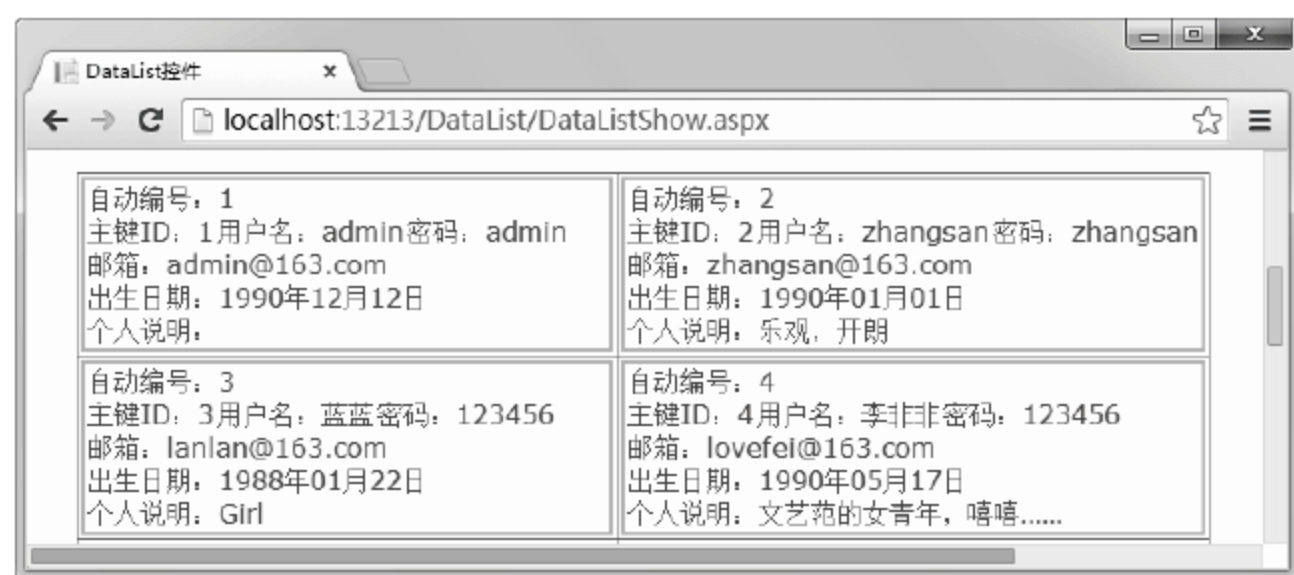 DataList控件
localhost:13213/DataList/DataListShow.aspx
自动编号：1
主键ID：1用户名：admin密码：admin
邮箱：admin@163.com
出生日期：1990年12月12日
个人说明：
自动编号：2
主键ID：2用户名：zhangsan密码：zhangsan
邮箱：zhangsan@163.com
出生日期：1990年01月01日
个人说明：乐观，开朗
自动编号：3
主键ID：3用户名：蓝蓝密码：123456
邮箱：lanlan@163.com
出生日期：1988年01月22日
个人说明：Girl
自动编号：4
主键ID：4用户名：李非非密码：123456
邮箱：lovefei@163.com
出生日期：1990年05月17日
个人说明：文艺范的女青年，嘻嘻……